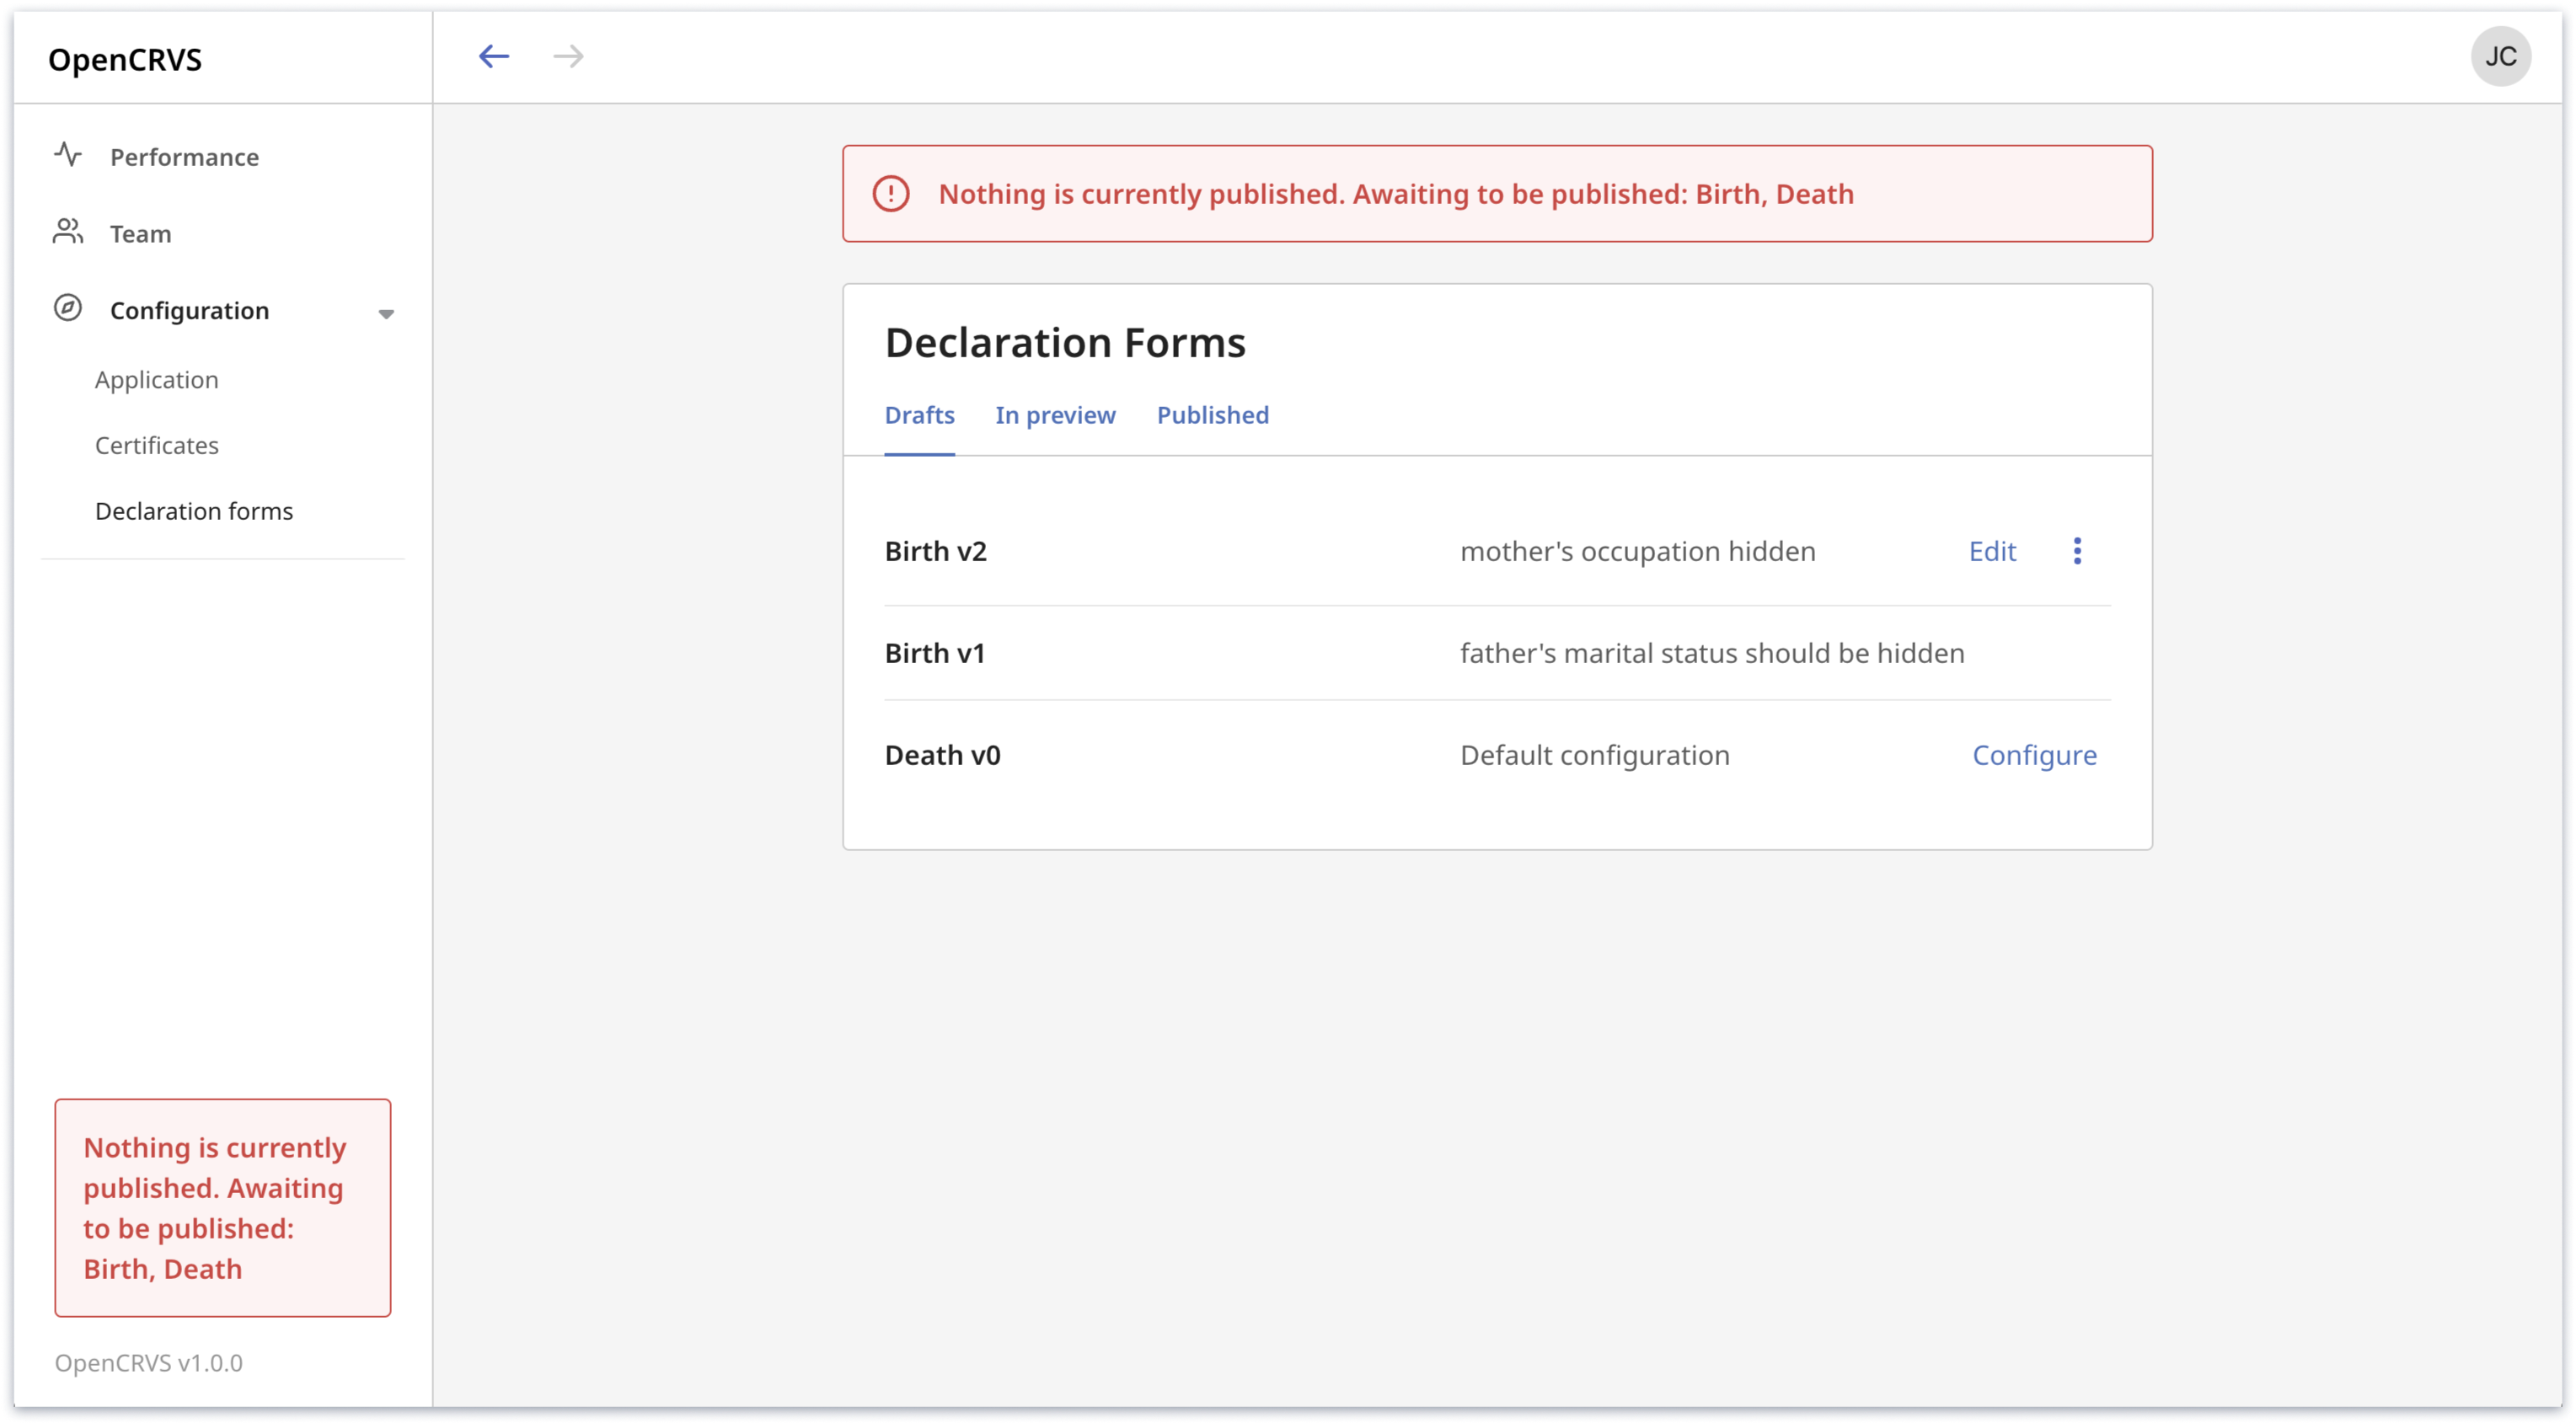 OpenCRVS
JC
Performance
Team
Configuration
Application
Certificates
Declaration forms
Nothing is currently published. Awaiting to be published: Birth, Death
Declaration Forms
Drafts In preview Published
Birth v2 mother's occupation hidden Edit
Birth v1 father's marital status should be hidden
Death v0 Default configuration Configure
Nothing is currently
published. Awaiting
to be published:
Birth, Death
OpenCRVS v1.0.0